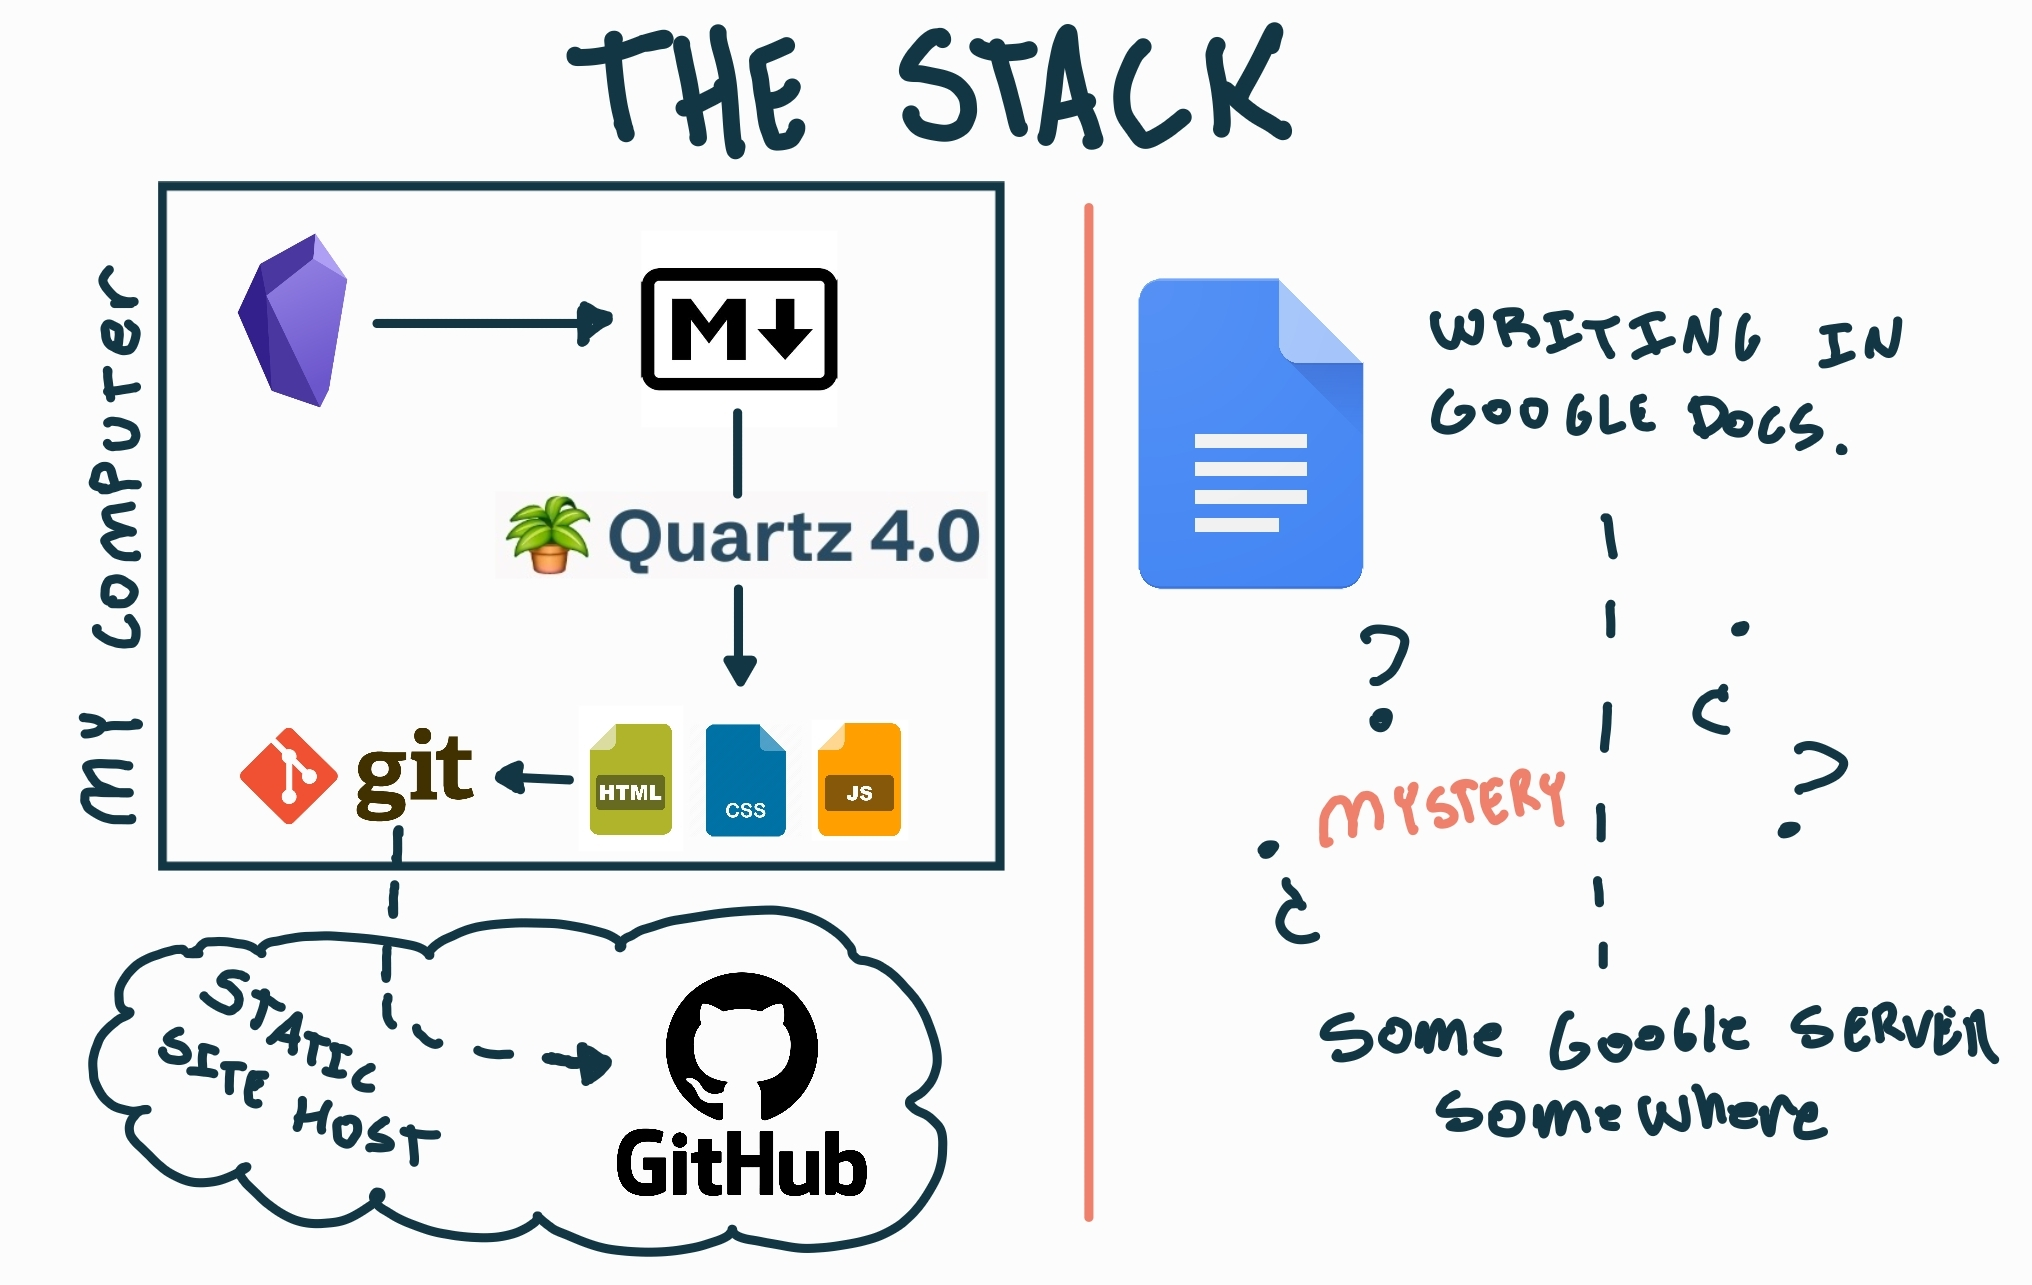 THE STACK
MY COMPUTER
M
Quartz 4.0
git
HTML
CSS
JS
STATIC
SITE HOST
GitHub
WRITING IN
GOOGLE DOCS.
?
¿
?
MYSTERY
¿
Some Google SERVER
Somewhere